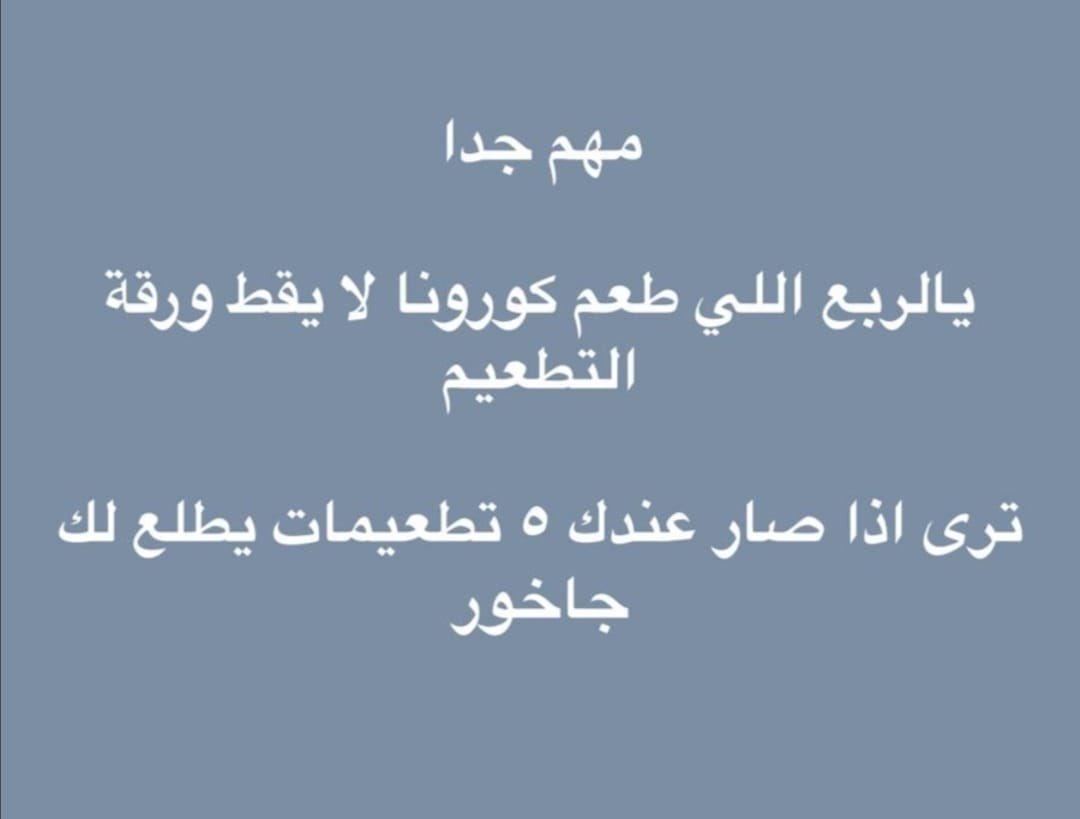 مهم جدا
يالربع اللي طعم كورونا لا يقط ورقة
التطعيم
ترى اذا صار عندك ٥ تطعيمات يطلع لك
جاخور